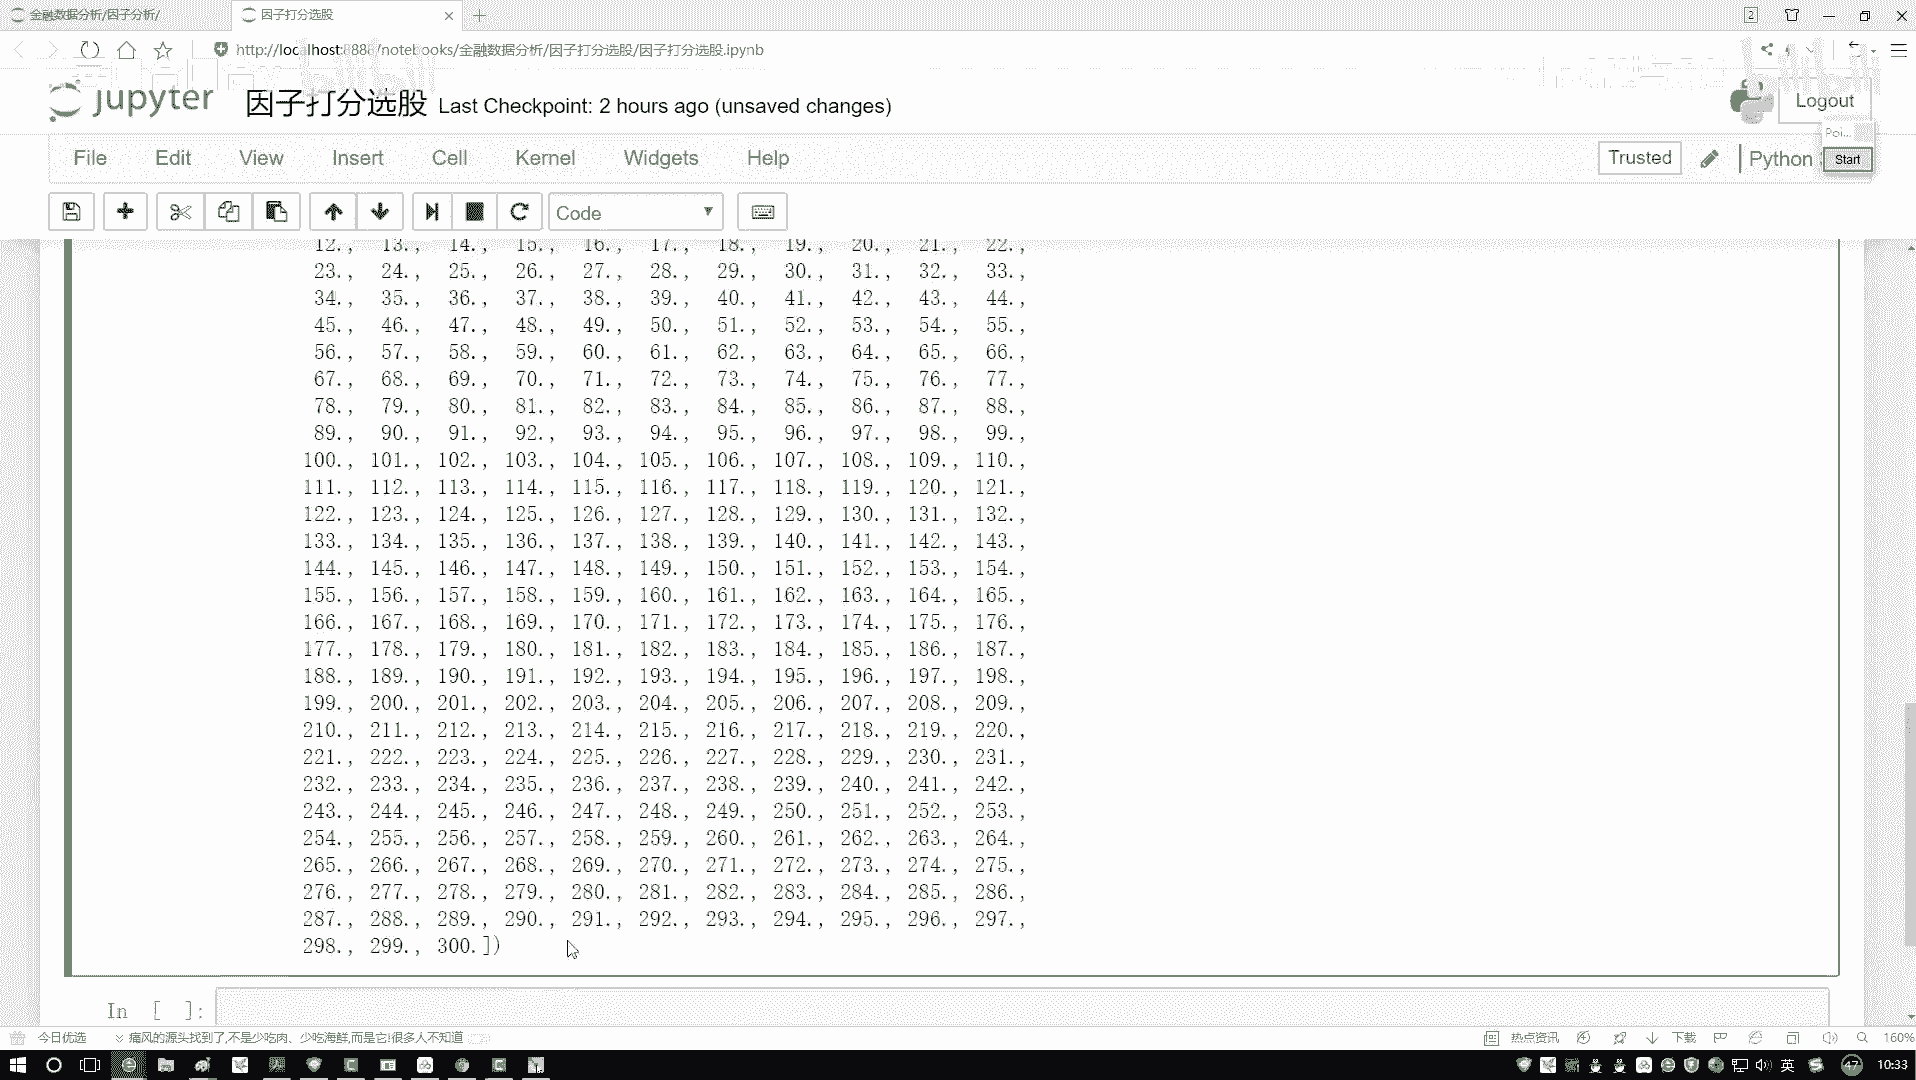 金融数据分析/因子分析/
因子打分选股
2
http://localhost:8888/notebooks/金融数据分析/因子打分选股/因子打分选股.ipynb
jupyter 因子打分选股 Last Checkpoint: 2 hours ago (unsaved changes)
Logout
Poi...
File Edit View Insert Cell Kernel Widgets Help
Trusted
Python
Start
Code
12., 13., 14., 15., 16., 17., 18., 19., 20., 21., 22.,
23., 24., 25., 26., 27., 28., 29., 30., 31., 32., 33.,
34., 35., 36., 37., 38., 39., 40., 41., 42., 43., 44.,
45., 46., 47., 48., 49., 50., 51., 52., 53., 54., 55.,
56., 57., 58., 59., 60., 61., 62., 63., 64., 65., 66.,
67., 68., 69., 70., 71., 72., 73., 74., 75., 76., 77.,
78., 79., 80., 81., 82., 83., 84., 85., 86., 87., 88.,
89., 90., 91., 92., 93., 94., 95., 96., 97., 98., 99.,
100., 101., 102., 103., 104., 105., 106., 107., 108., 109., 110.,
111., 112., 113., 114., 115., 116., 117., 118., 119., 120., 121.,
122., 123., 124., 125., 126., 127., 128., 129., 130., 131., 132.,
133., 134., 135., 136., 137., 138., 139., 140., 141., 142., 143.,
144., 145., 146., 147., 148., 149., 150., 151., 152., 153., 154.,
155., 156., 157., 158., 159., 160., 161., 162., 163., 164., 165.,
166., 167., 168., 169., 170., 171., 172., 173., 174., 175., 176.,
177., 178., 179., 180., 181., 182., 183., 184., 185., 186., 187.,
188., 189., 190., 191., 192., 193., 194., 195., 196., 197., 198.,
199., 200., 201., 202., 203., 204., 205., 206., 207., 208., 209.,
210., 211., 212., 213., 214., 215., 216., 217., 218., 219., 220.,
221., 222., 223., 224., 225., 226., 227., 228., 229., 230., 231.,
232., 233., 234., 235., 236., 237., 238., 239., 240., 241., 242.,
243., 244., 245., 246., 247., 248., 249., 250., 251., 252., 253.,
254., 255., 256., 257., 258., 259., 260., 261., 262., 263., 264.,
265., 266., 267., 268., 269., 270., 271., 272., 273., 274., 275.,
276., 277., 278., 279., 280., 281., 282., 283., 284., 285., 286.,
287., 288., 289., 290., 291., 292., 293., 294., 295., 296., 297.,
298., 299., 300.])
In [ ]:
今日优选 痛风的源头找到了,不是少吃肉、少吃海鲜,而是它!很多人不知道 热点资讯 下载 160%
英 47 10:33